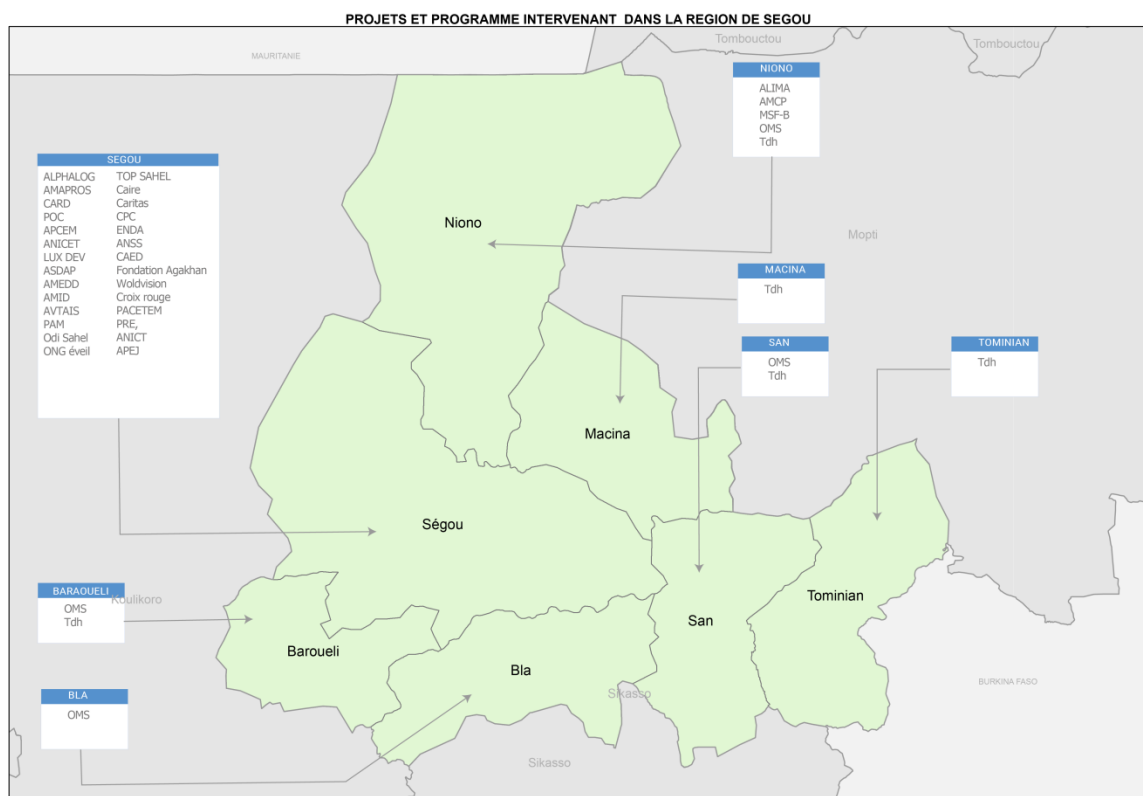 PROJETS ET PROGRAMME INTERVENANT DANS LA REGION DE SEGOU
Tombouctou
Tombouctou
MAURITANIE
NIONO
ALIMA
AMCP
MSF-B
OMS
Tdh
SEGOU
ALPHALOG TOP SAHEL
AMAPROS Caire
CARD Caritas
POC CPC
APCEM ENDA
ANICET ANSS
LUX DEV CAED
ASDAP Fondation Agakhan
AMEDD Woldvision
AMID Croix rouge
AVTAIS PACETEM
PAM PRE,
Odi Sahel ANICT
ONG éveil APEJ
Niono
Mopti
MACINA
Tdh
SAN
OMS
Tdh
TOMINIAN
Tdh
Macina
Ségou
BARAOUELI
OMS
Tdh
Koulikoro
Tominian
San
Baroueli
Bla
BURKINA FASO
Sikasso
BLA
OMS
Sikasso